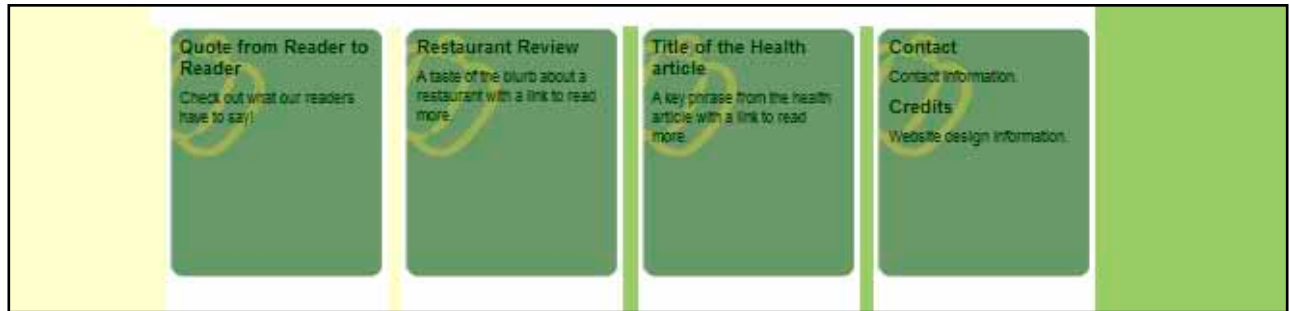 Quote from Reader to
Reader
Check out what our readers
have to say!
Restaurant Review
A taste of the blurb about a
restaurant with a link to read
more.
Title of the Health
article
A key phrase from the health
article with a link to read
more.
Contact
Contact Information.
Credits
Website design information.